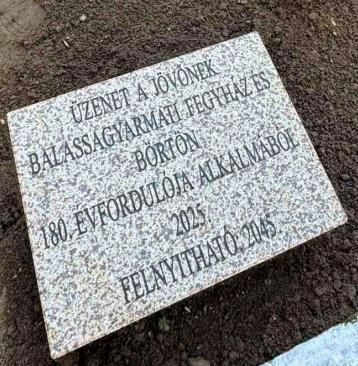 ÜZENET A JÖVŐNEK
BALASSAGYARMATI FEGYHÁZ ÉS
BÖRTÖN
180. ÉVFORDULÓJA ALKALMÁBÓL
2025
FELNYITHATÓ: 2045